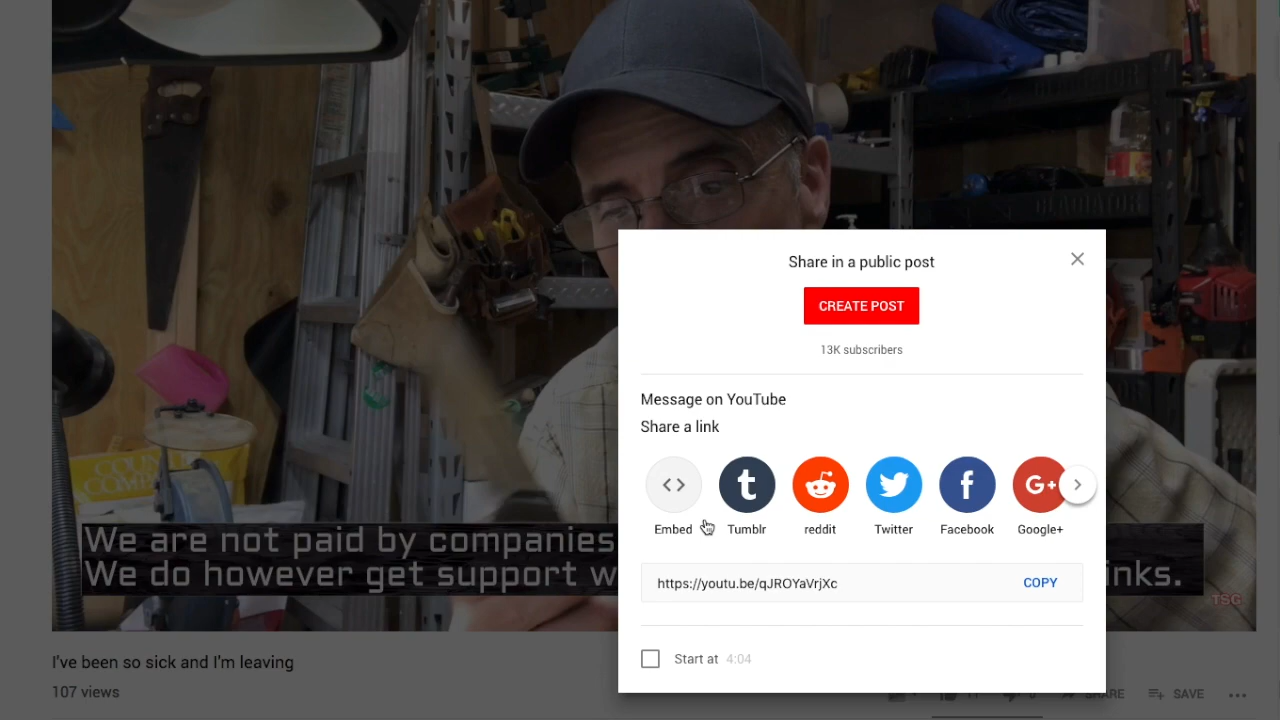 Share in a public post
CREATE POST
13K subscribers
Message on YouTube
Share a link
Embed
Tumblr
reddit
Twitter
Facebook
Google+
https://youtu.be/qJROYaVrjXc
COPY
Start at 4:04
We are not paid by companies
We do however get support w
inks.
TSG
I've been so sick and I'm leaving
107 views
SHARE
SAVE